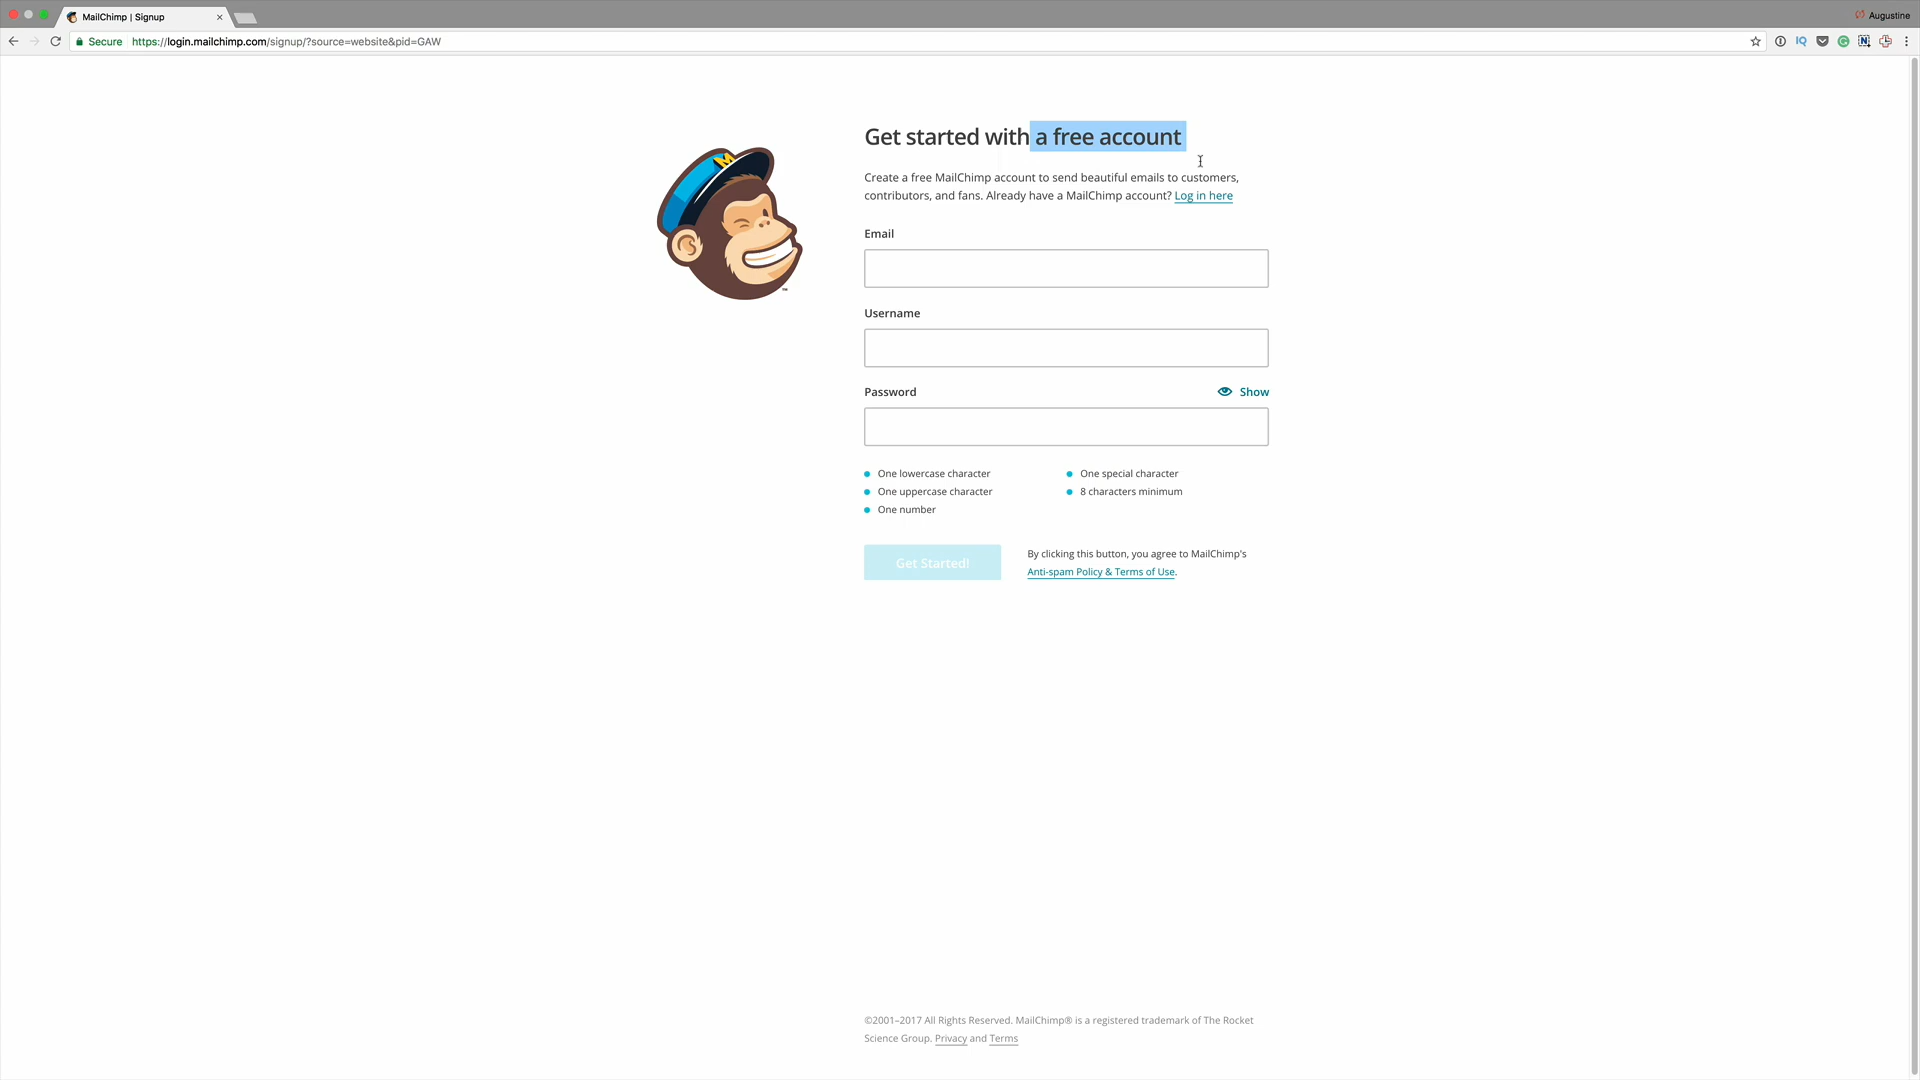 MailChimp | Signup
Augustine
Secure https://login.mailchimp.com/signup/?source=website&pid=GAW
Get started with a free account
Create a free MailChimp account to send beautiful emails to customers,
contributors, and fans. Already have a MailChimp account? Log in here
Email
Username
Password
Show
One lowercase character
One special character
One uppercase character
8 characters minimum
One number
Get Started!
By clicking this button, you agree to MailChimp's
Anti-spam Policy & Terms of Use.
©2001–2017 All Rights Reserved. MailChimp® is a registered trademark of The Rocket
Science Group. Privacy and Terms